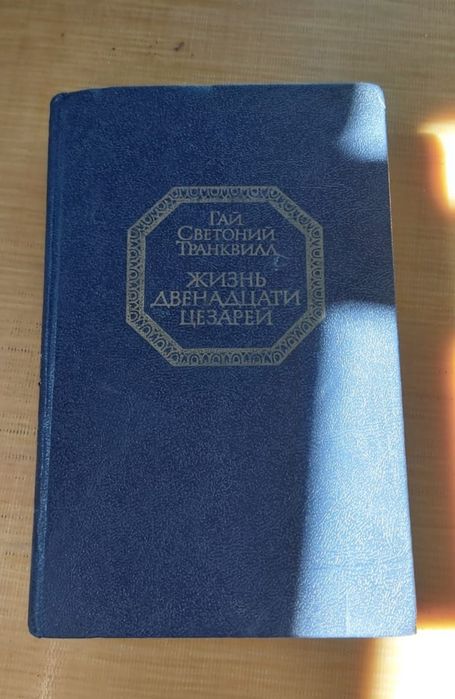 ГАЙ
СВЕТОНИЙ
ТРАНКВИЛЛ
ЖИЗНЬ
ДВЕНАДЦАТИ
ЦЕЗАРЕЙ